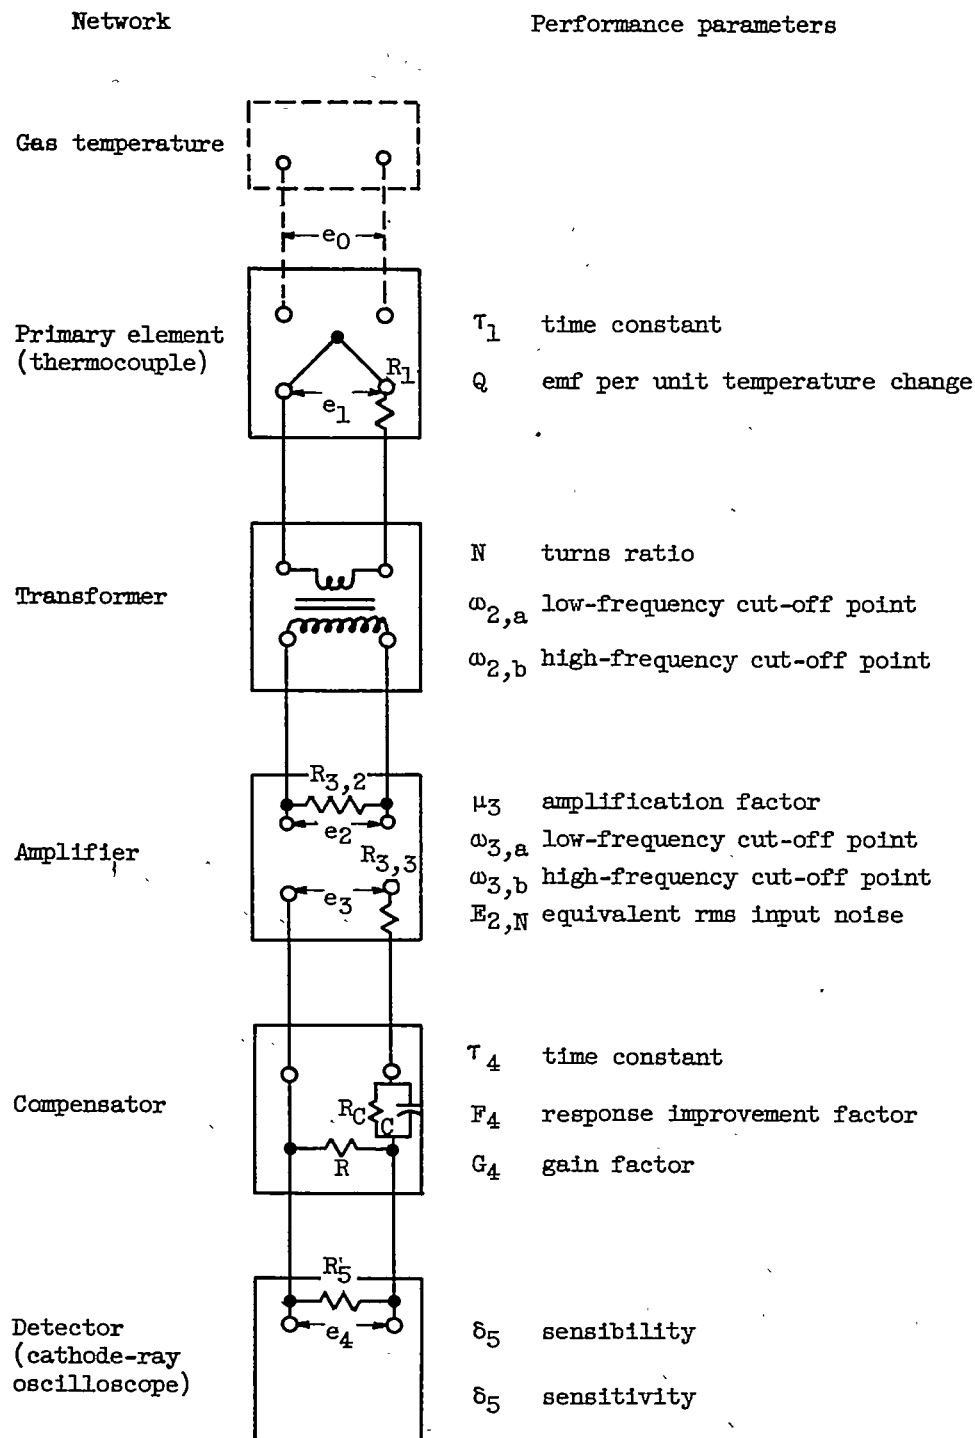 Network
Performance parameters
Gas temperature
e0
Primary element
(thermocouple)
R1
e1
τ1 time constant
Q emf per unit temperature change
Transformer
N turns ratio
ω2,a low-frequency cut-off point
ω2,b high-frequency cut-off point
Amplifier
R3,2
e2
R3,3
e3
μ3 amplification factor
ω3,a low-frequency cut-off point
ω3,b high-frequency cut-off point
E2,N equivalent rms input noise
Compensator
RC
C
R
τ4 time constant
F4 response improvement factor
G4 gain factor
Detector
(cathode-ray
oscilloscope)
R5
e4
δ5 sensibility
δ5 sensitivity